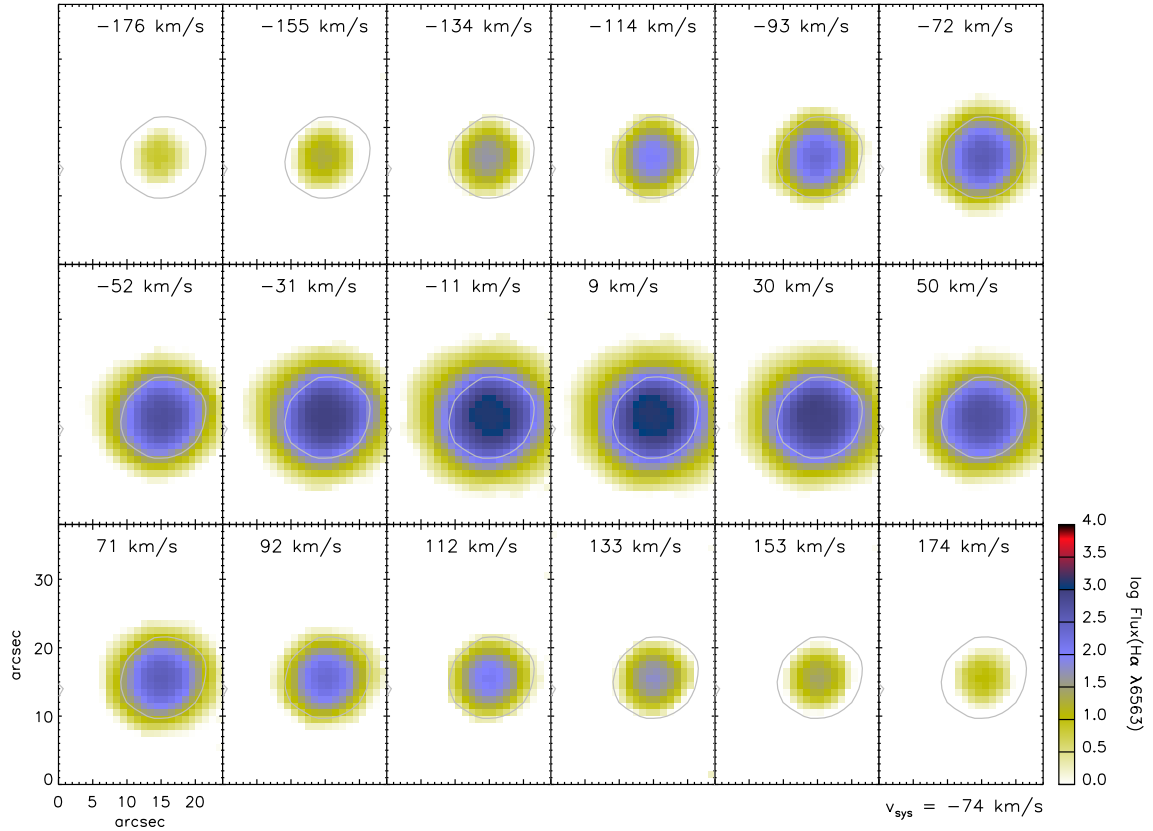 −176 km/s −155 km/s −134 km/s −114 km/s −93 km/s −72 km/s
−52 km/s −31 km/s −11 km/s 9 km/s 30 km/s 50 km/s
71 km/s 92 km/s 112 km/s 133 km/s 153 km/s 174 km/s
30
20
10
0
arcsec
0 5 10 15 20
arcsec
4.0
3.5
3.0
2.5
2.0
1.5
1.0
0.5
0.0
log Flux(Hα λ6563)
v_sys = −74 km/s